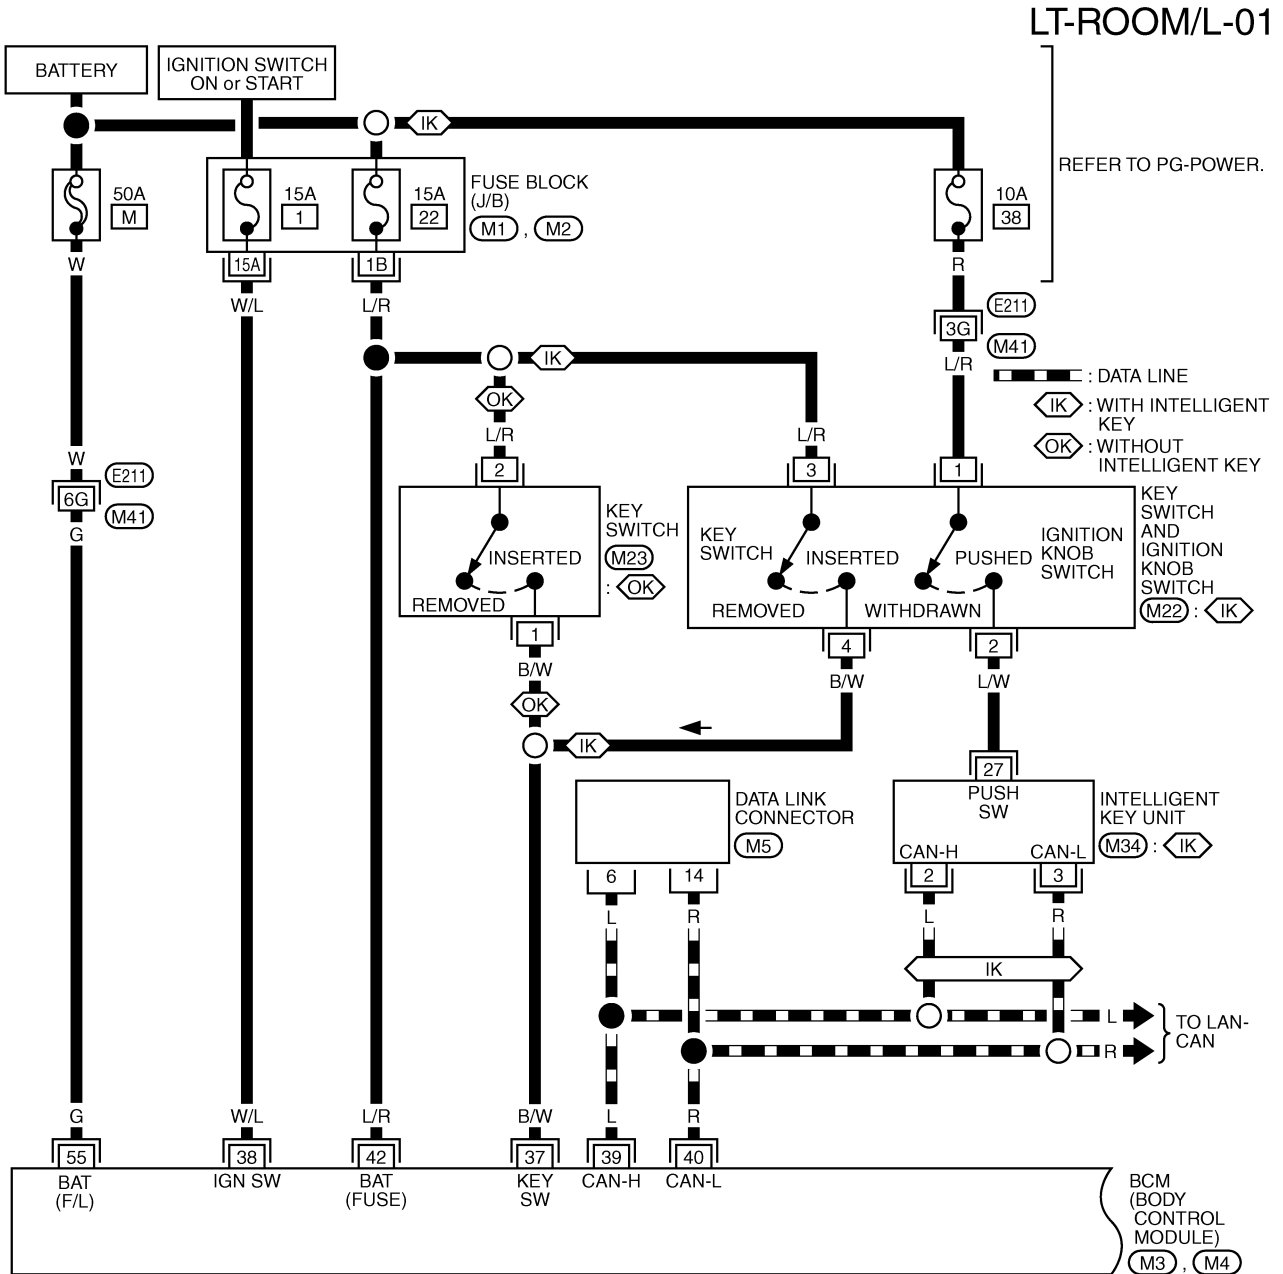 LT-ROOM/L-01
BATTERY
IGNITION SWITCH
ON or START
IK
REFER TO PG-POWER.
50A
M
15A
1
15A
22
FUSE BLOCK
(J/B)
M1 , M2
10A
38
W
15A
1B
R
W/L
L/R
E211
3G
M41
L/R
: DATA LINE
IK : WITH INTELLIGENT
KEY
OK : WITHOUT
INTELLIGENT KEY
IK
OK
L/R
L/R
W
E211
6G
M41
G
2
3
1
KEY
SWITCH
M23
: OK
INSERTED
REMOVED
KEY
SWITCH
INSERTED
REMOVED
PUSHED
WITHDRAWN
IGNITION
KNOB
SWITCH
KEY
SWITCH
AND
IGNITION
KNOB
SWITCH
M22 : IK
1
4
2
B/W
B/W
L/W
OK
IK
27
PUSH
SW
DATA LINK
CONNECTOR
M5
INTELLIGENT
KEY UNIT
M34 : IK
CAN-H
CAN-L
6
14
2
3
L
R
L
R
IK
L
R
TO LAN-
CAN
G
W/L
L/R
B/W
L
R
55
38
42
37
39
40
BAT
(F/L)
IGN SW
BAT
(FUSE)
KEY
SW
CAN-H
CAN-L
BCM
(BODY
CONTROL
MODULE)
M3 , M4